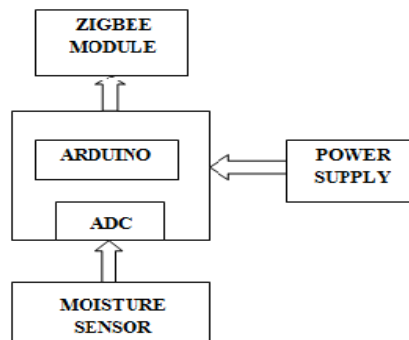 ZIGBEE
MODULE
ARDUINO
POWER
SUPPLY
ADC
MOISTURE
SENSOR